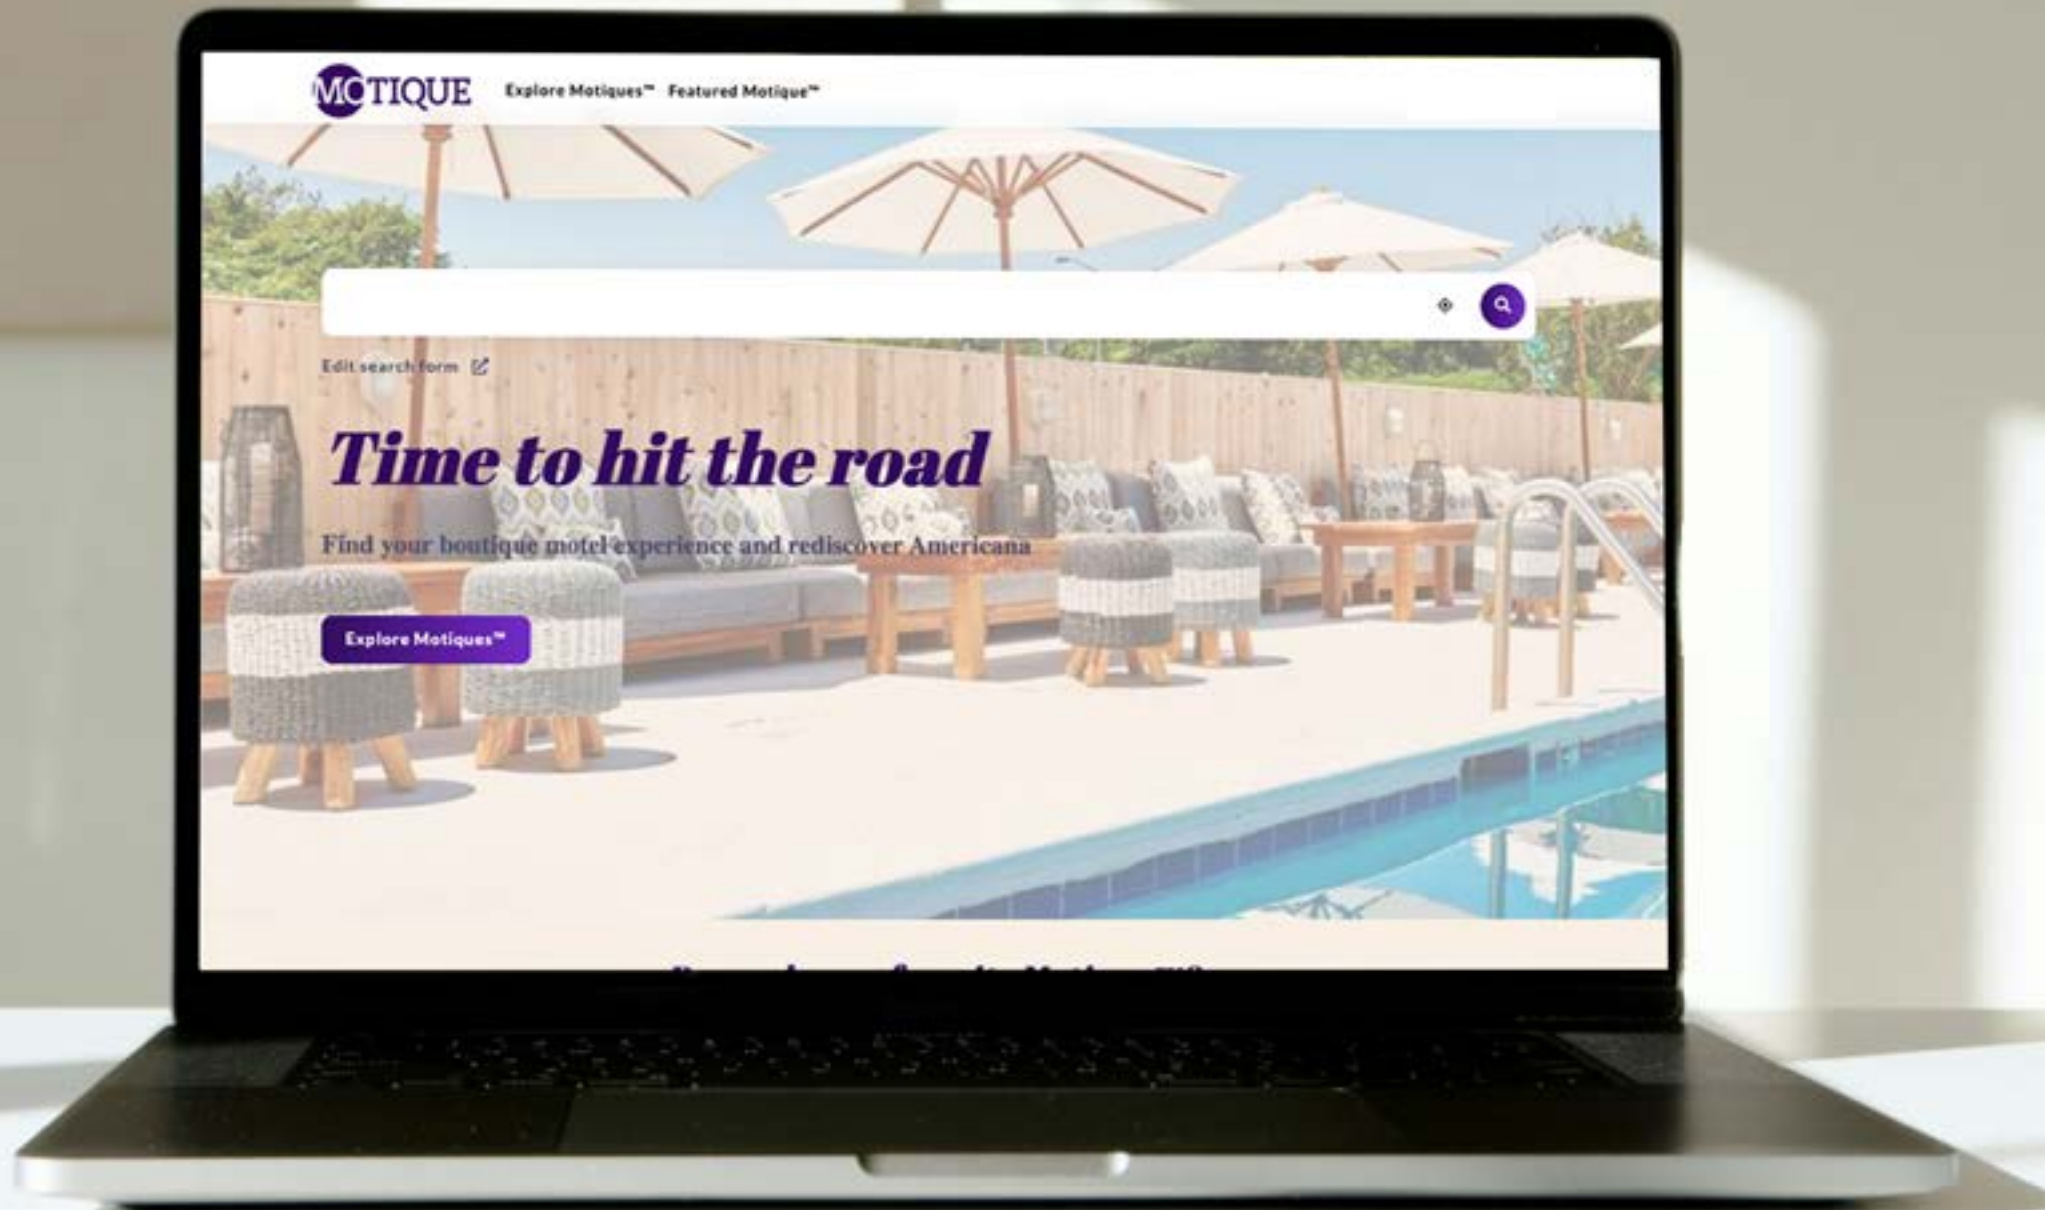 MOTIQUE
Explore Motiques™ Featured Motique™
Edit search form
Time to hit the road
Find your boutique motel experience and rediscover Americana
Explore Motiques™